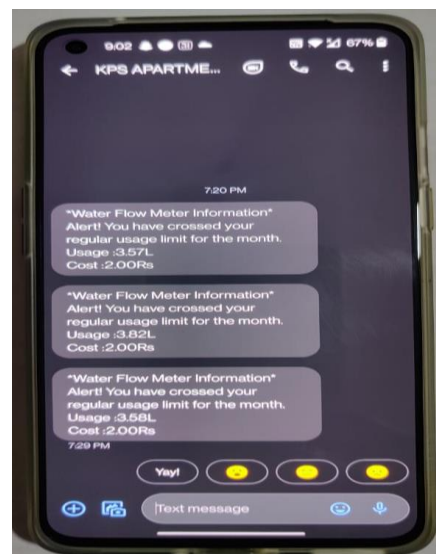 9:02 31 67%
KPS APARTME...
7:20 PM
*Water Flow Meter Information*
Alert! You have crossed your
regular usage limit for the month.
Usage :3.57L
Cost :2.00Rs
*Water Flow Meter Information*
Alert! You have crossed your
regular usage limit for the month.
Usage :3.82L
Cost :2.00Rs
*Water Flow Meter Information*
Alert! You have crossed your
regular usage limit for the month.
Usage :3.58L
Cost :2.00Rs
7:29 PM
Yay!
Text message